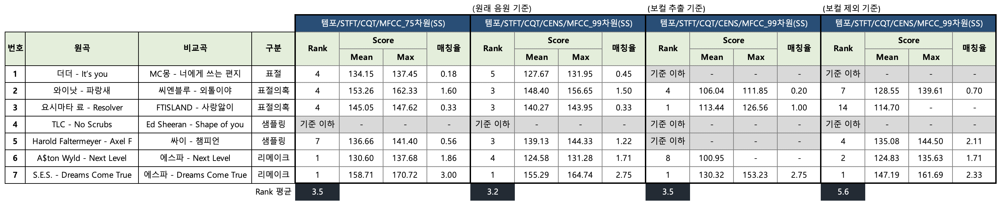 (원래 음원 기준) (보컬 추출 기준) (보컬 제외 기준)
템포/STFT/CQT/MFCC_75차원(SS) 템포/STFT/CQT/CENS/MFCC_99차원(SS) 템포/STFT/CQT/CENS/MFCC_99차원(SS) 템포/STFT/CQT/CENS/MFCC_99차원(SS)
번호 원곡 비교곡 구분 Rank Score 매칭율 Rank Score 매칭율 Rank Score 매칭율 Rank Score 매칭율
Mean Max Mean Max Mean Max Mean Max
1 더더 - It's you MC몽 - 너에게 쓰는 편지 표절 4 134.15 137.45 0.18 5 127.67 131.95 0.45 기준 이하 - - - 기준 이하 - - -
2 와이낫 - 파랑새 씨엔블루 - 외톨이야 표절의혹 4 153.26 162.33 1.60 3 148.40 156.65 1.50 4 106.04 111.85 0.20 7 128.55 139.61 0.70
3 요시마타 료 - Resolver FTISLAND - 사랑앓이 표절의혹 4 145.05 147.62 0.33 3 140.27 143.95 0.33 1 113.44 126.56 1.00 14 114.70 - -
4 TLC - No Scrubs Ed Sheeran - Shape of you 샘플링 기준 이하 - - - 기준 이하 - - - 기준 이하 - - - 기준 이하 - - -
5 Harold Faltermeyer - Axel F 싸이 - 챔피언 샘플링 7 136.66 141.40 0.56 3 139.13 144.33 1.22 기준 이하 - - - 4 135.08 144.50 2.11
6 A$ton Wyld - Next Level 에스파 - Next Level 리메이크 1 130.60 137.68 1.86 4 124.58 131.28 1.71 8 100.95 - - 2 124.83 135.63 1.71
7 S.E.S. - Dreams Come True 에스파 - Dreams Come True 리메이크 1 158.71 170.72 3.00 1 155.29 164.74 2.75 1 130.32 153.23 2.75 1 147.19 161.69 2.33
Rank 평균 3.5 3.2 3.5 5.6